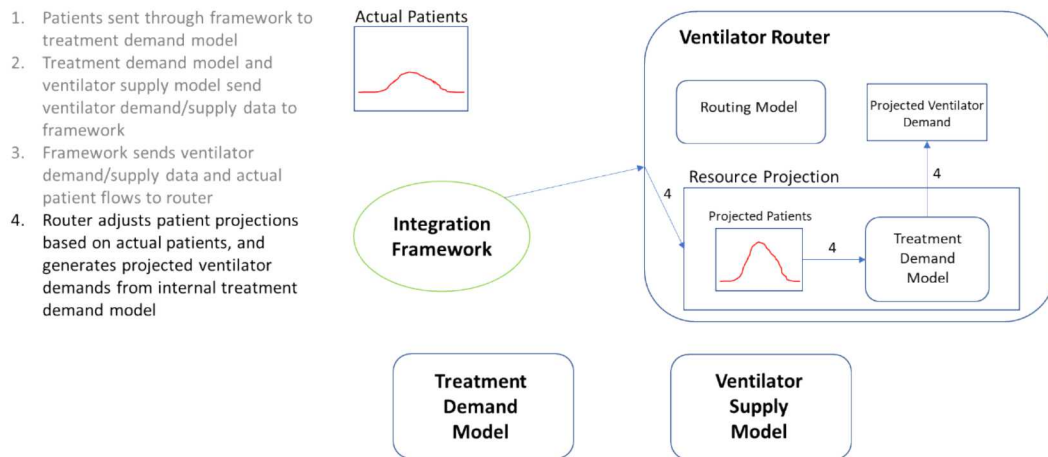 1. Patients sent through framework to
treatment demand model
2. Treatment demand model and
ventilator supply model send
ventilator demand/supply data to
framework
3. Framework sends ventilator
demand/supply data and actual
patient flows to router
4. Router adjusts patient projections
based on actual patients, and
generates projected ventilator
demands from internal treatment
demand model
Actual Patients
Integration
Framework
Ventilator Router
Routing Model
Projected Ventilator
Demand
4
4
Resource Projection
Projected Patients
4
Treatment
Demand
Model
Treatment
Demand
Model
Ventilator
Supply
Model